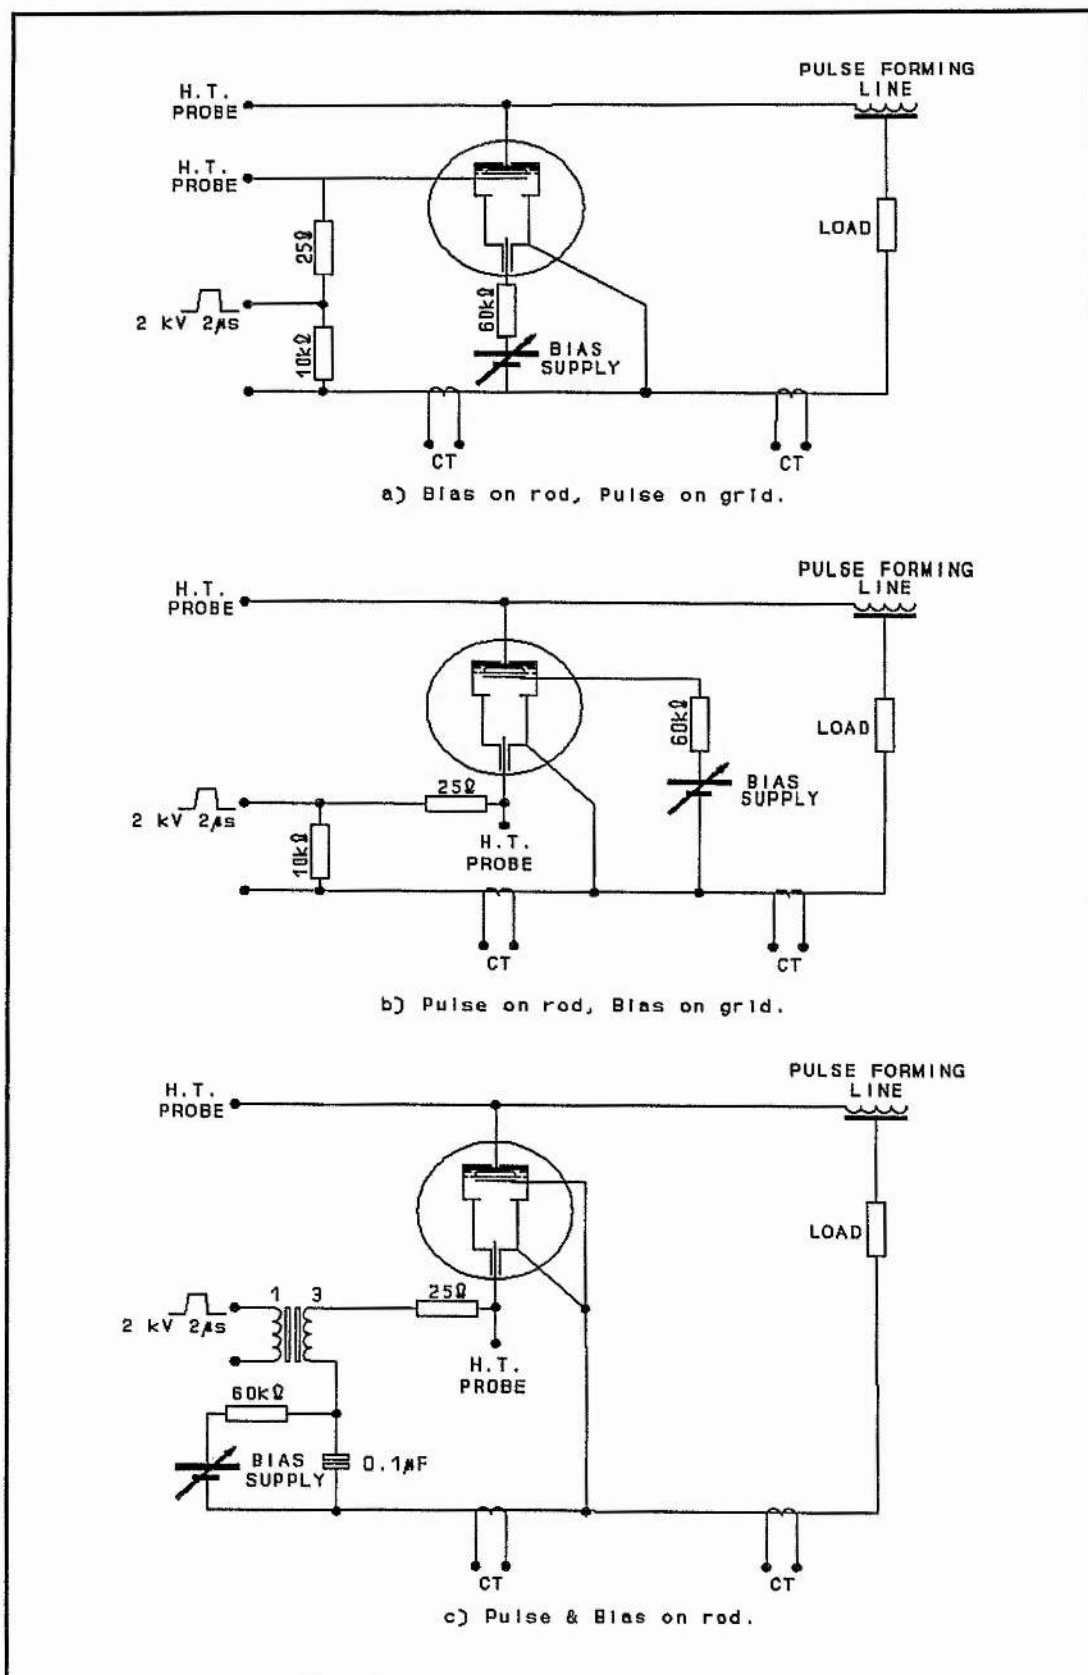 PULSE FORMING
LINE
H.T.
PROBE
H.T.
PROBE
25Ω
LOAD
2 kV 2µs
60kΩ
10kΩ
BIAS
SUPPLY
CT
CT
a) Bias on rod, Pulse on grid.
PULSE FORMING
LINE
H.T.
PROBE
60kΩ
LOAD
25Ω
BIAS
SUPPLY
2 kV 2µs
10kΩ
H.T.
PROBE
CT
CT
b) Pulse on rod, Bias on grid.
PULSE FORMING
LINE
H.T.
PROBE
LOAD
1 3
25Ω
2 kV 2µs
H.T.
PROBE
60kΩ
BIAS
SUPPLY
0.1µF
CT
CT
c) Pulse & Bias on rod.